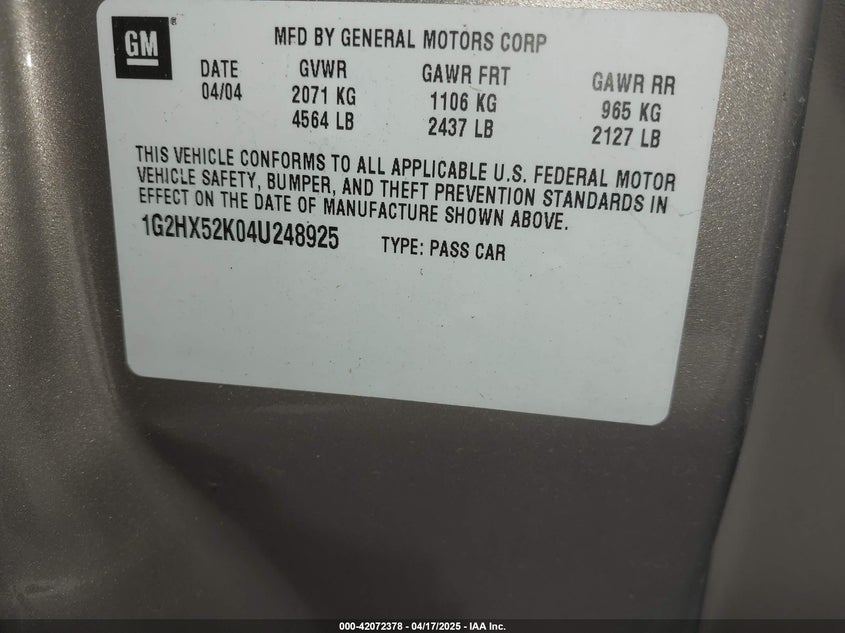 GM
®
MFD BY GENERAL MOTORS CORP
DATE GVWR GAWR FRT GAWR RR
04/04 2071 KG 1106 KG 965 KG
4564 LB 2437 LB 2127 LB
THIS VEHICLE CONFORMS TO ALL APPLICABLE U.S. FEDERAL MOTOR
VEHICLE SAFETY, BUMPER, AND THEFT PREVENTION STANDARDS IN
EFFECT ON THE DATE OF MANUFACTURE SHOWN ABOVE.
1G2HX52K04U248925 TYPE: PASS CAR
000-42072378 - 04/17/2025 - IAA Inc.